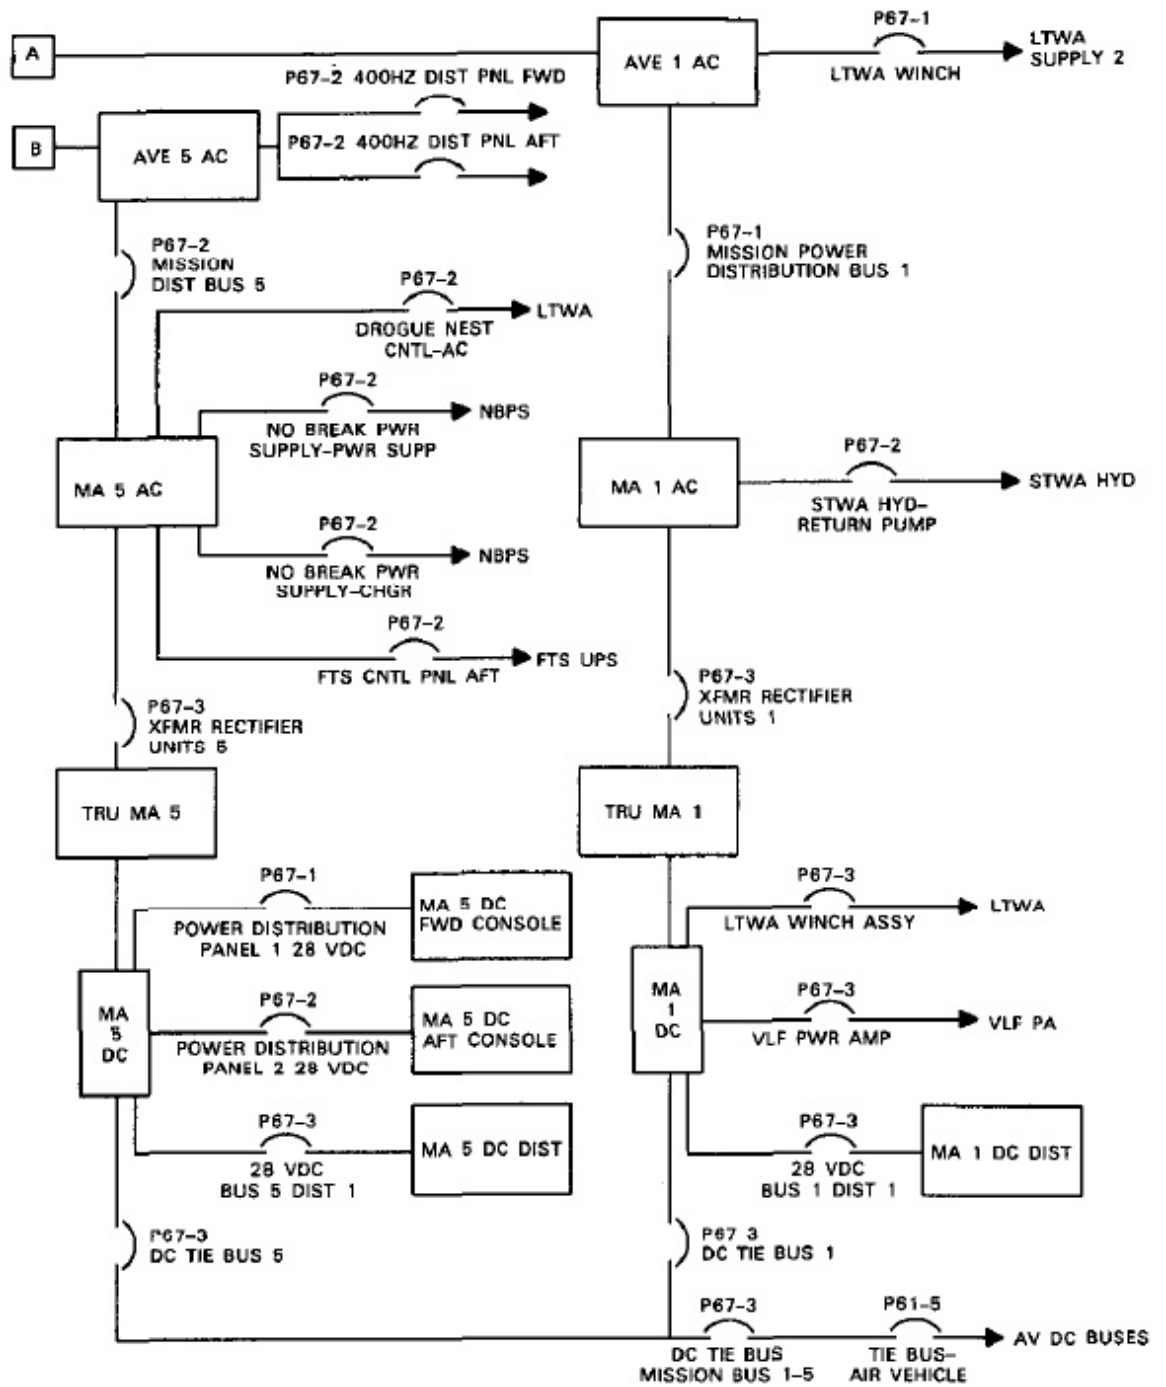 A
AVE 1 AC
P67-1
LTWA WINCH
LTWA
SUPPLY 2
P67-2 400HZ DIST PNL FWD
B
AVE 5 AC
P67-2 400HZ DIST PNL AFT
P67-2
MISSION
DIST BUS 5
P67-1
MISSION POWER
DISTRIBUTION BUS 1
P67-2
LTWA
DROGUE NEST
CNTL-AC
P67-2
NBPS
NO BREAK PWR
SUPPLY-PWR SUPP
MA 5 AC
MA 1 AC
P67-2
STWA HYD
STWA HYD-
RETURN PUMP
P67-2
NBPS
NO BREAK PWR
SUPPLY-CHGR
P67-2
FTS UPS
FTS CNTL PNL AFT
P67-3
XFMR RECTIFIER
UNITS 5
P67-3
XFMR RECTIFIER
UNITS 1
TRU MA 5
TRU MA 1
P67-1
POWER DISTRIBUTION
PANEL 1 28 VDC
MA 5 DC
FWD CONSOLE
P67-3
LTWA
LTWA WINCH ASSY
MA
5
DC
P67-2
POWER DISTRIBUTION
PANEL 2 28 VDC
MA 5 DC
AFT CONSOLE
MA
1
DC
P67-3
VLF PA
VLF PWR AMP
P67-3
28 VDC
BUS 5 DIST 1
MA 5 DC DIST
P67-3
28 VDC
BUS 1 DIST 1
MA 1 DC DIST
P67-3
DC TIE BUS 5
P67 3
DC TIE BUS 1
P67-3
DC TIE BUS
MISSION BUS 1-5
P61-5
TIE BUS-
AIR VEHICLE
AV DC BUSES